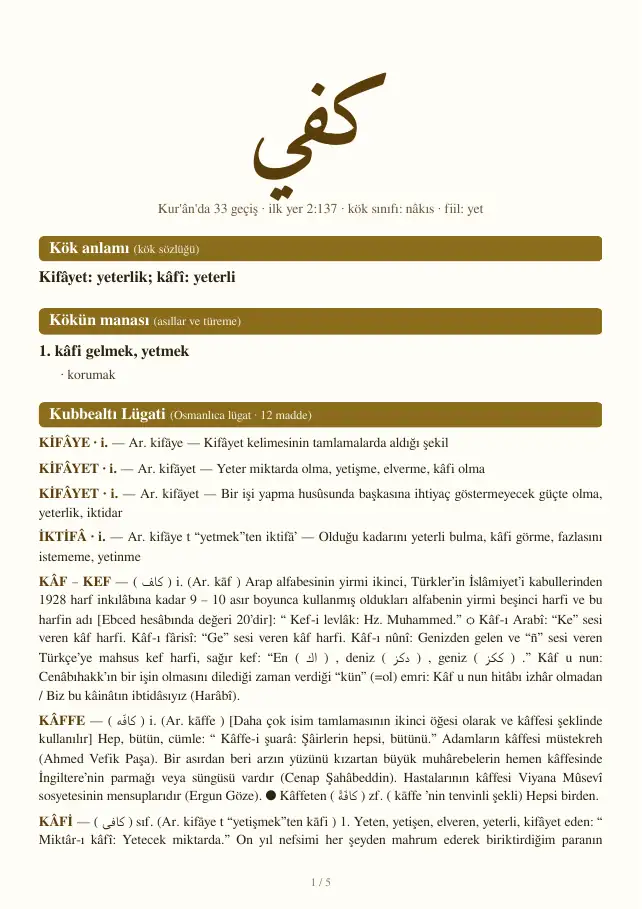 كفي
Kur'ân'da 33 geçiş · ilk yer 2:137 · kök sınıfı: nâkıs · fiil: yet
Kök anlamı (kök sözlüğü)
Kifâyet: yeterlik; kâfî: yeterli
Kökün manası (asıllar ve türeme)
1. kâfi gelmek, yetmek
· korumak
Kubbealtı Lügati (Osmanlıca lügat · 12 madde)
KİFÂYE · i. — Ar. kifāye — Kifâyet kelimesinin tamlamalarda aldığı şekil
KİFÂYET · i. — Ar. kifāyet — Yeter miktarda olma, yetişme, elverme, kâfi olma
KİFÂYET · i. — Ar. kifāyet — Bir işi yapma husûsunda başkasına ihtiyaç göstermeyecek güçte olma,
yeterlik, iktidar
İKTİFÂ · i. — Ar. kifāye t “yetmek”ten iktifā’ — Olduğu kadarını yeterli bulma, kâfi görme, fazlasını
istememe, yetinme
KÂF – KEF — ( كاف ) i. (Ar. kāf ) Arap alfabesinin yirmi ikinci, Türkler’in İslâmiyet’i kabullerinden
1928 harf inkılâbına kadar 9 – 10 asır boyunca kullanmış oldukları alfabenin yirmi beşinci harfi ve bu
harfin adı [Ebced hesâbında değeri 20’dir]: “ Kef-i levlâk: Hz. Muhammed.” ѻ Kâf-ı Arabî: “Ke” sesi
veren kâf harfi. Kâf-ı fârisî: “Ge” sesi veren kâf harfi. Kâf-ı nûnî: Genizden gelen ve “ñ” sesi veren
Türkçe’ye mahsus kef harfi, sağır kef: “En ( اك ) , deniz ( دكز ) , geniz ( ككز ) .” Kâf u nun:
Cenâbıhakk’ın bir işin olmasını dilediği zaman verdiği “kün” (=ol) emri: Kâf u nun hitâbı izhâr olmadan
/ Biz bu kâinâtın ibtidâsıyız (Harâbî).
KÂFFE — ( كافّه ) i. (Ar. kāffe ) [Daha çok isim tamlamasının ikinci öğesi olarak ve kâffesi şeklinde
kullanılır] Hep, bütün, cümle: “ Kâffe-i şuarâ: Şâirlerin hepsi, bütünü.” Adamların kâffesi müstekreh
(Ahmed Vefik Paşa). Bir asırdan beri arzın yüzünü kızartan büyük muhârebelerin hemen kâffesinde
İngiltere’nin parmağı veya süngüsü vardır (Cenap Şahâbeddin). Hastalarının kâffesi Viyana Mûsevî
sosyetesinin mensuplarıdır (Ergun Göze). ● Kâffeten ( كافّةً ) zf. ( kāffe ’nin tenvinli şekli) Hepsi birden.
KÂFİ — ( كافى ) sıf. (Ar. kifāye t “yetişmek”ten kāfі ) 1. Yeten, yetişen, elveren, yeterli, kifâyet eden: “
Miktâr-ı kâfî: Yetecek miktarda.” On yıl nefsimi her şeyden mahrum ederek biriktirdiğim paranın
1 / 5